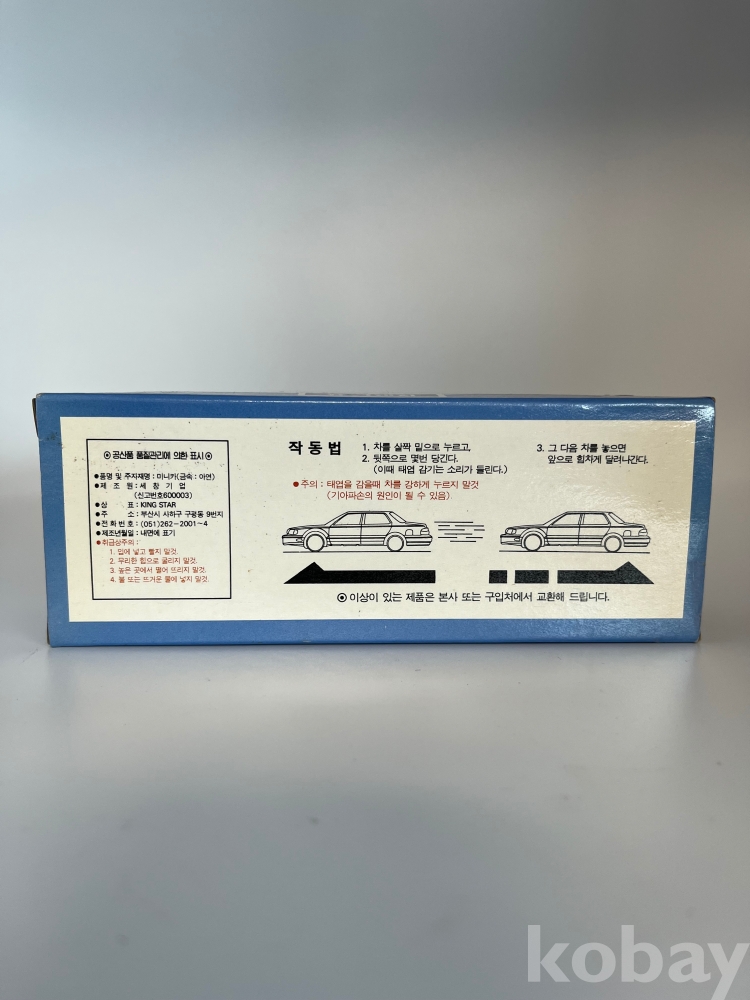 ◉ 공산품 품질관리에 의한 표시 ◉
●품명 및 주자재명 : 미니카(금속 : 아연)
●제 조 원 : 세 창 기 업
(신고번호600003)
●상 표 : KING STAR
●주 소 : 부산시 사하구 구평동 9번지
●전 화 번 호 : (051)262-2001~4
●제조년월일 : 내면에 표기
●취급상주의 :
1. 입에 넣고 빨지 말것.
2. 무리한 힘으로 굴리지 말것.
3. 높은 곳에서 떨어 뜨리지 말것.
4. 불 또는 뜨거운 물에 넣지 말것.
작 동 법
1. 차를 살짝 밑으로 누르고,
2. 뒷쪽으로 몇번 당긴다.
(이때 태엽 감기는 소리가 들린다.)
3. 그 다음 차를 놓으면
앞으로 힘차게 달려나간다.
●주의 : 태엽을 감을때 차를 강하게 누르지 말것
(기아파손의 원인이 될 수 있음)
◉ 이상이 있는 제품은 본사 또는 구입처에서 교환해 드립니다.
kobay